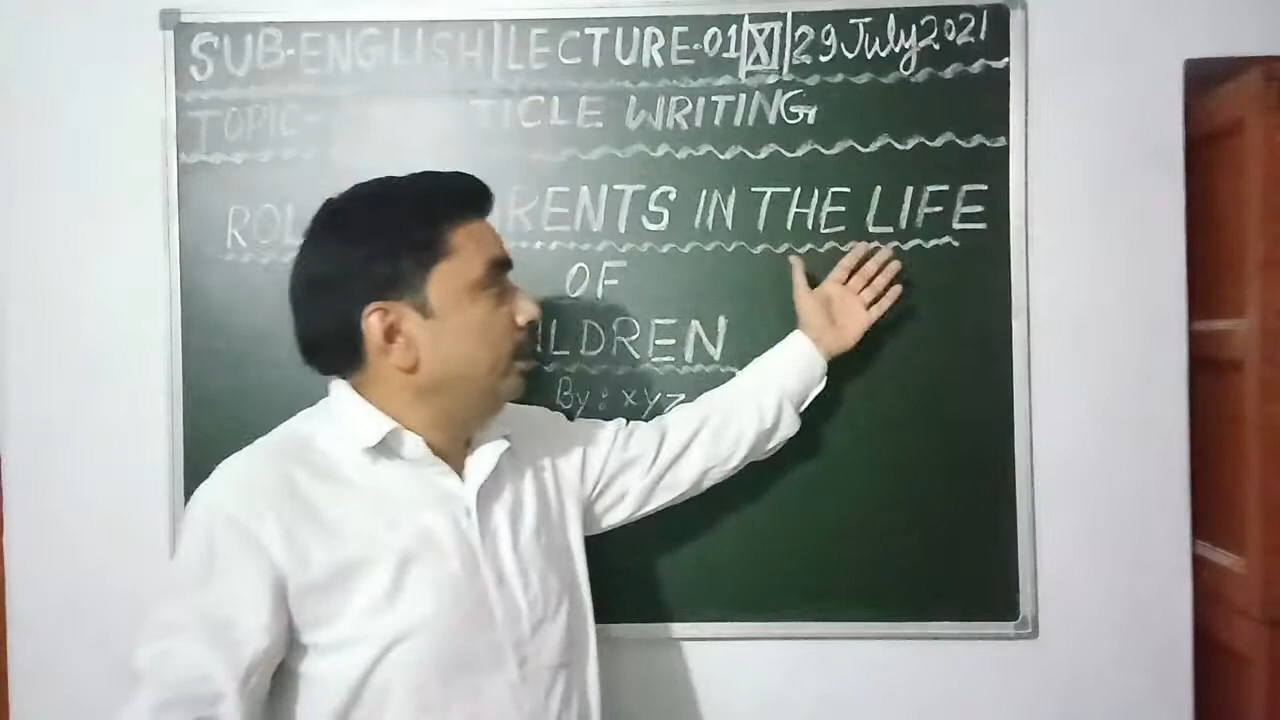 SUB-ENGLISH|LECTURE-01|X|29 July 2021
TOPIC- TICLE WRITING
ROL RENTS IN THE LIFE
OF
ILDREN
By: xyz